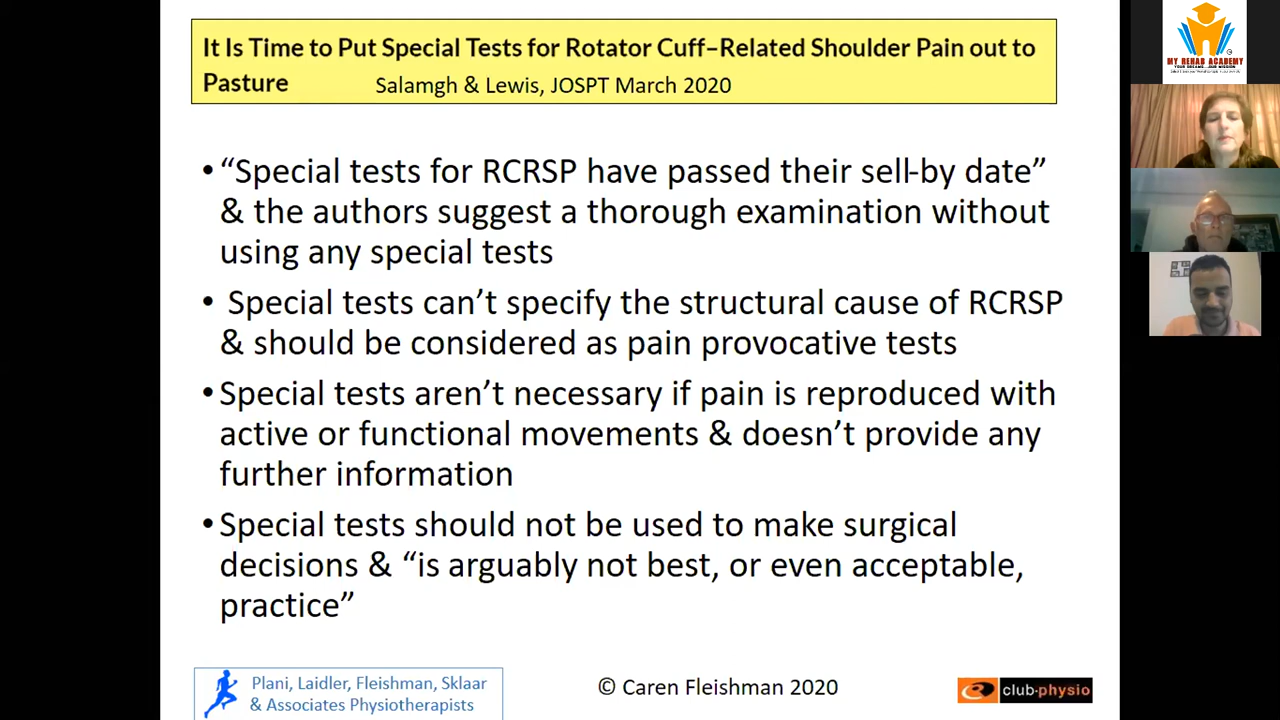 It Is Time to Put Special Tests for Rotator Cuff–Related Shoulder Pain out to
Pasture Salamgh & Lewis, JOSPT March 2020
• “Special tests for RCRSP have passed their sell-by date”
& the authors suggest a thorough examination without
using any special tests
• Special tests can’t specify the structural cause of RCRSP
& should be considered as pain provocative tests
• Special tests aren’t necessary if pain is reproduced with
active or functional movements & doesn’t provide any
further information
• Special tests should not be used to make surgical
decisions & “is arguably not best, or even acceptable,
practice”
Plani, Laidler, Fleishman, Sklaar
& Associates Physiotherapists
© Caren Fleishman 2020
club-physio
MY REHAB ACADEMY
YOUR DREAMS...OUR MISSION